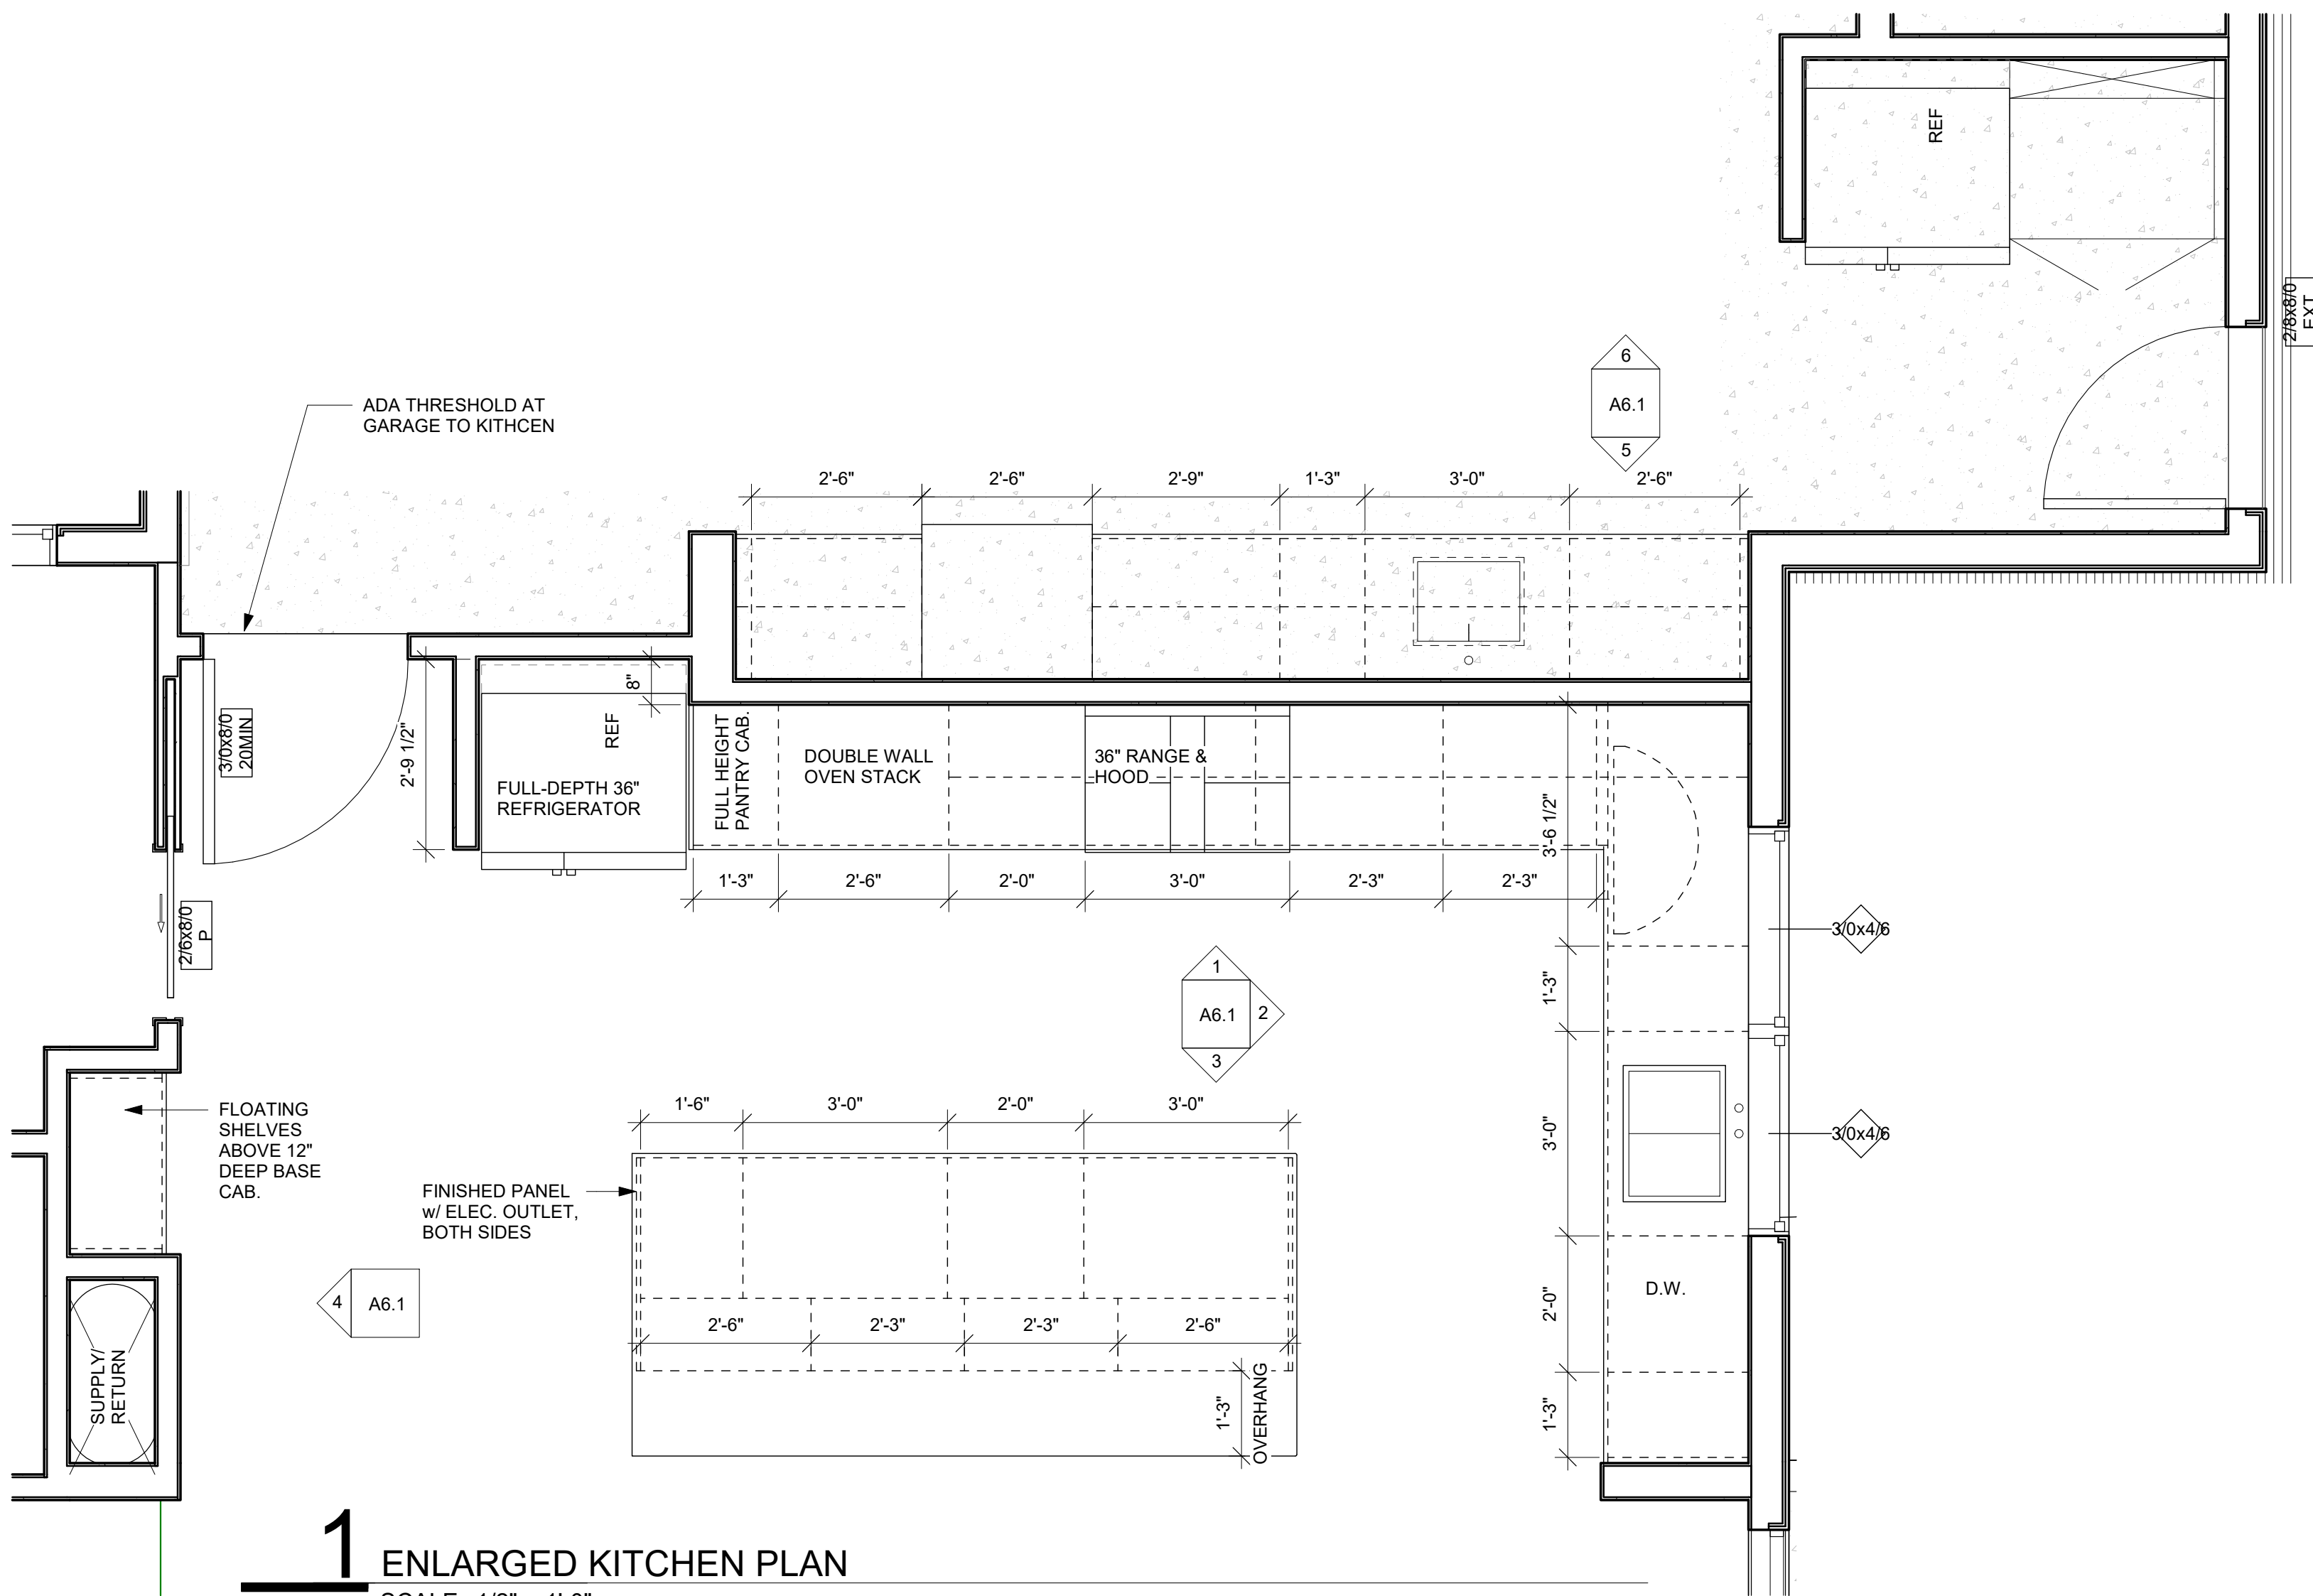 REF
2/8x8/0
EXT
6
A6.1
5
ADA THRESHOLD AT
GARAGE TO KITHCEN
2'-6"
2'-6"
2'-9"
1'-3"
3'-0"
2'-6"
3/0x8/0
20MIN
2'-9 1/2"
8"
REF
FULL-DEPTH 36"
REFRIGERATOR
FULL HEIGHT
PANTRY CAB.
DOUBLE WALL
OVEN STACK
36" RANGE &
HOOD
3'-6 1/2"
1'-3"
2'-6"
2'-0"
3'-0"
2'-3"
2'-3"
2/6x8/0
P
3/0x4/6
1
A6.1
2
3
1'-3"
FLOATING
SHELVES
ABOVE 12"
DEEP BASE
CAB.
1'-6"
3'-0"
2'-0"
3'-0"
3'-0"
3/0x4/6
FINISHED PANEL
w/ ELEC. OUTLET,
BOTH SIDES
4
A6.1
2'-6"
2'-3"
2'-3"
2'-6"
2'-0"
D.W.
SUPPLY/
RETURN
1'-3"
OVERHANG
1'-3"
1
ENLARGED KITCHEN PLAN